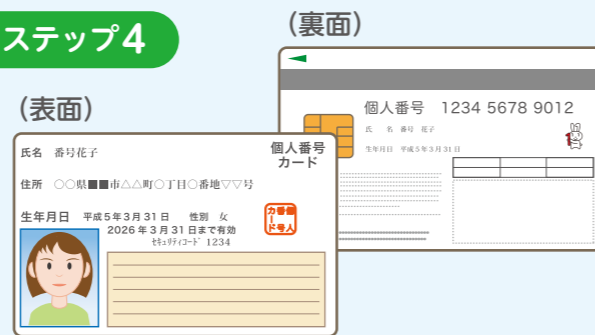 ステップ4
（裏面）
個人番号 1234 5678 9012
氏 名 番号 花子
生年月日 平成5年3月31日
（表面）
氏名 番号花子
個人番号
カード
住所 ○○県■■市△△町○丁目○番地▽▽号
生年月日 平成5年3月31日 性別 女
2026年3月31日まで有効
ｾｷｭﾘﾃｨｺｰﾄﾞ 1234
個人
番号
カード